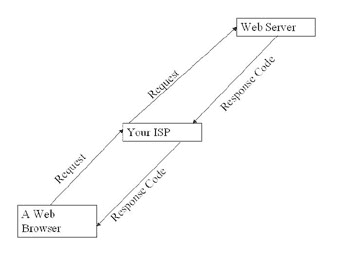 Web Server
Request
Response Code
Your ISP
Request
Response Code
A Web
Browser